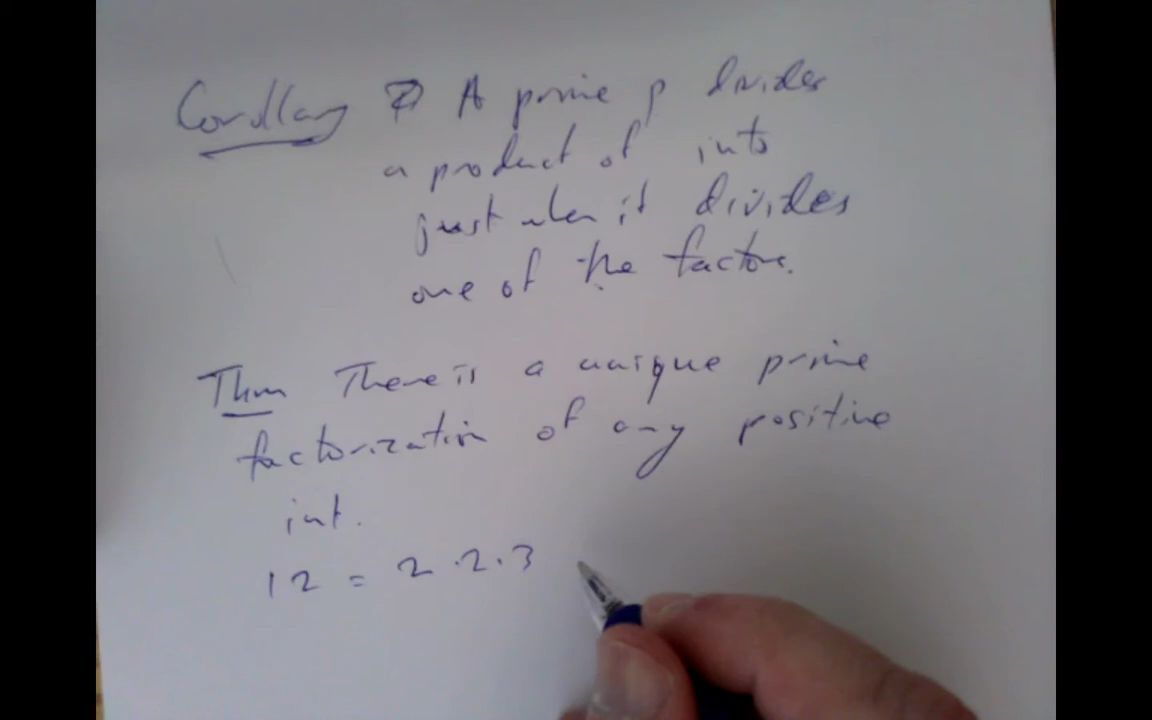 Corollary A prime p divides
a product of ints
just when it divides
one of the factors.
Thm There is a unique prime
factorization of any positive
int.
12 = 2 · 2 · 3